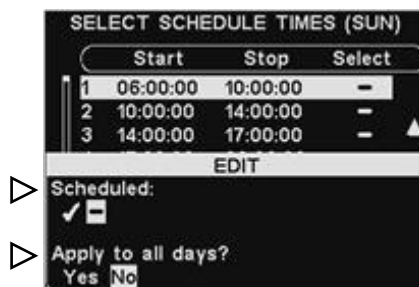 SELECT SCHEDULE TIMES (SUN)
Start Stop Select
1 06:00:00 10:00:00 –
2 10:00:00 14:00:00 –
3 14:00:00 17:00:00 –
EDIT
Scheduled:
✓ –
Apply to all days?
Yes No